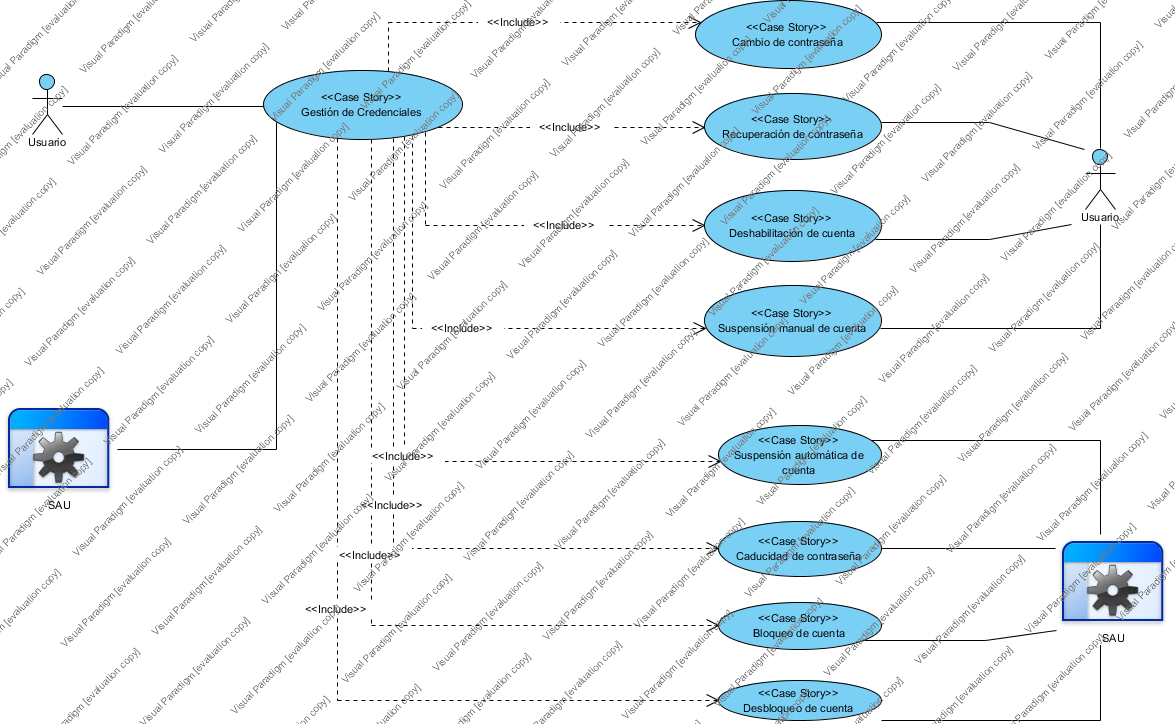 <<Include>>
<<Case Story>>
Cambio de contraseña
<<Case Story>>
Gestión de Credenciales
Usuario
<<Include>>
<<Case Story>>
Recuperación de contraseña
Usuario
<<Include>>
<<Case Story>>
Deshabilitación de cuenta
<<Include>>
<<Case Story>>
Suspensión manual de cuenta
SAU
<<Include>>
<<Case Story>>
Suspensión automática de
cuenta
<<Include>>
<<Case Story>>
Caducidad de contraseña
<<Include>>
<<Case Story>>
Bloqueo de cuenta
SAU
<<Include>>
<<Case Story>>
Desbloqueo de cuenta
Visual Paradigm [evaluation copy]